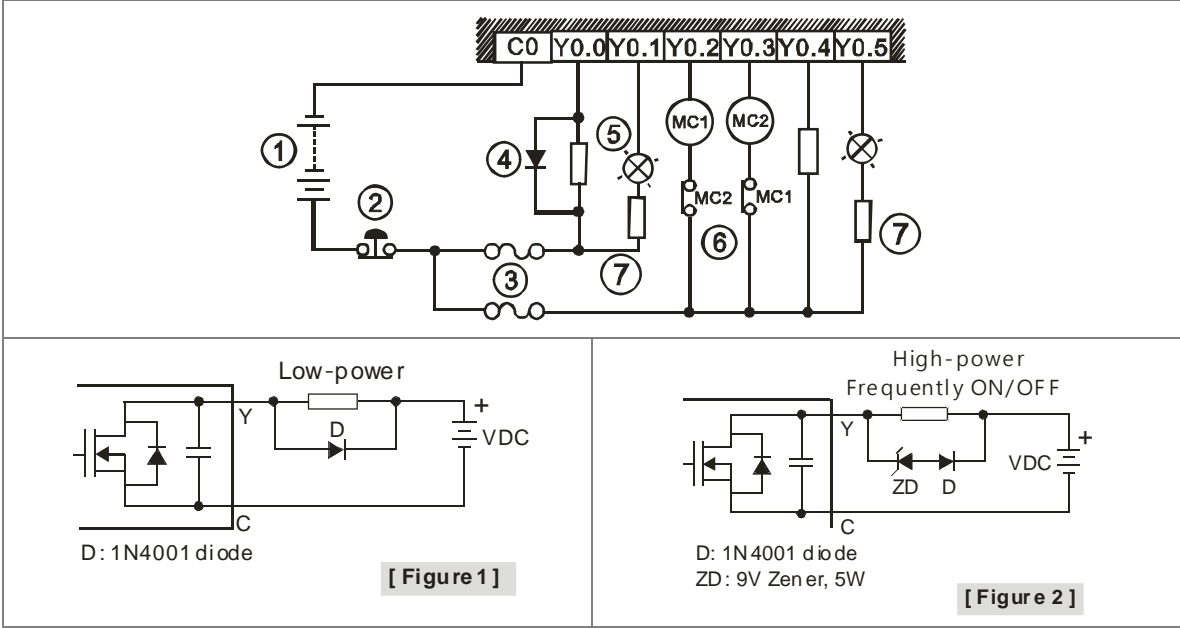 C0 Y0.0 Y0.1 Y0.2 Y0.3 Y0.4 Y0.5
MC1 MC2
5
1
4
2
MC2 MC1
6
7
7
3
Low-power
Y
D
+
VDC
C
D: 1N4001 diode
[ Figure 1 ]
High-power
Frequently ON/OFF
Y
+
VDC
ZD D
C
D: 1N4001 diode
ZD: 9V Zener, 5W
[ Figure 2 ]